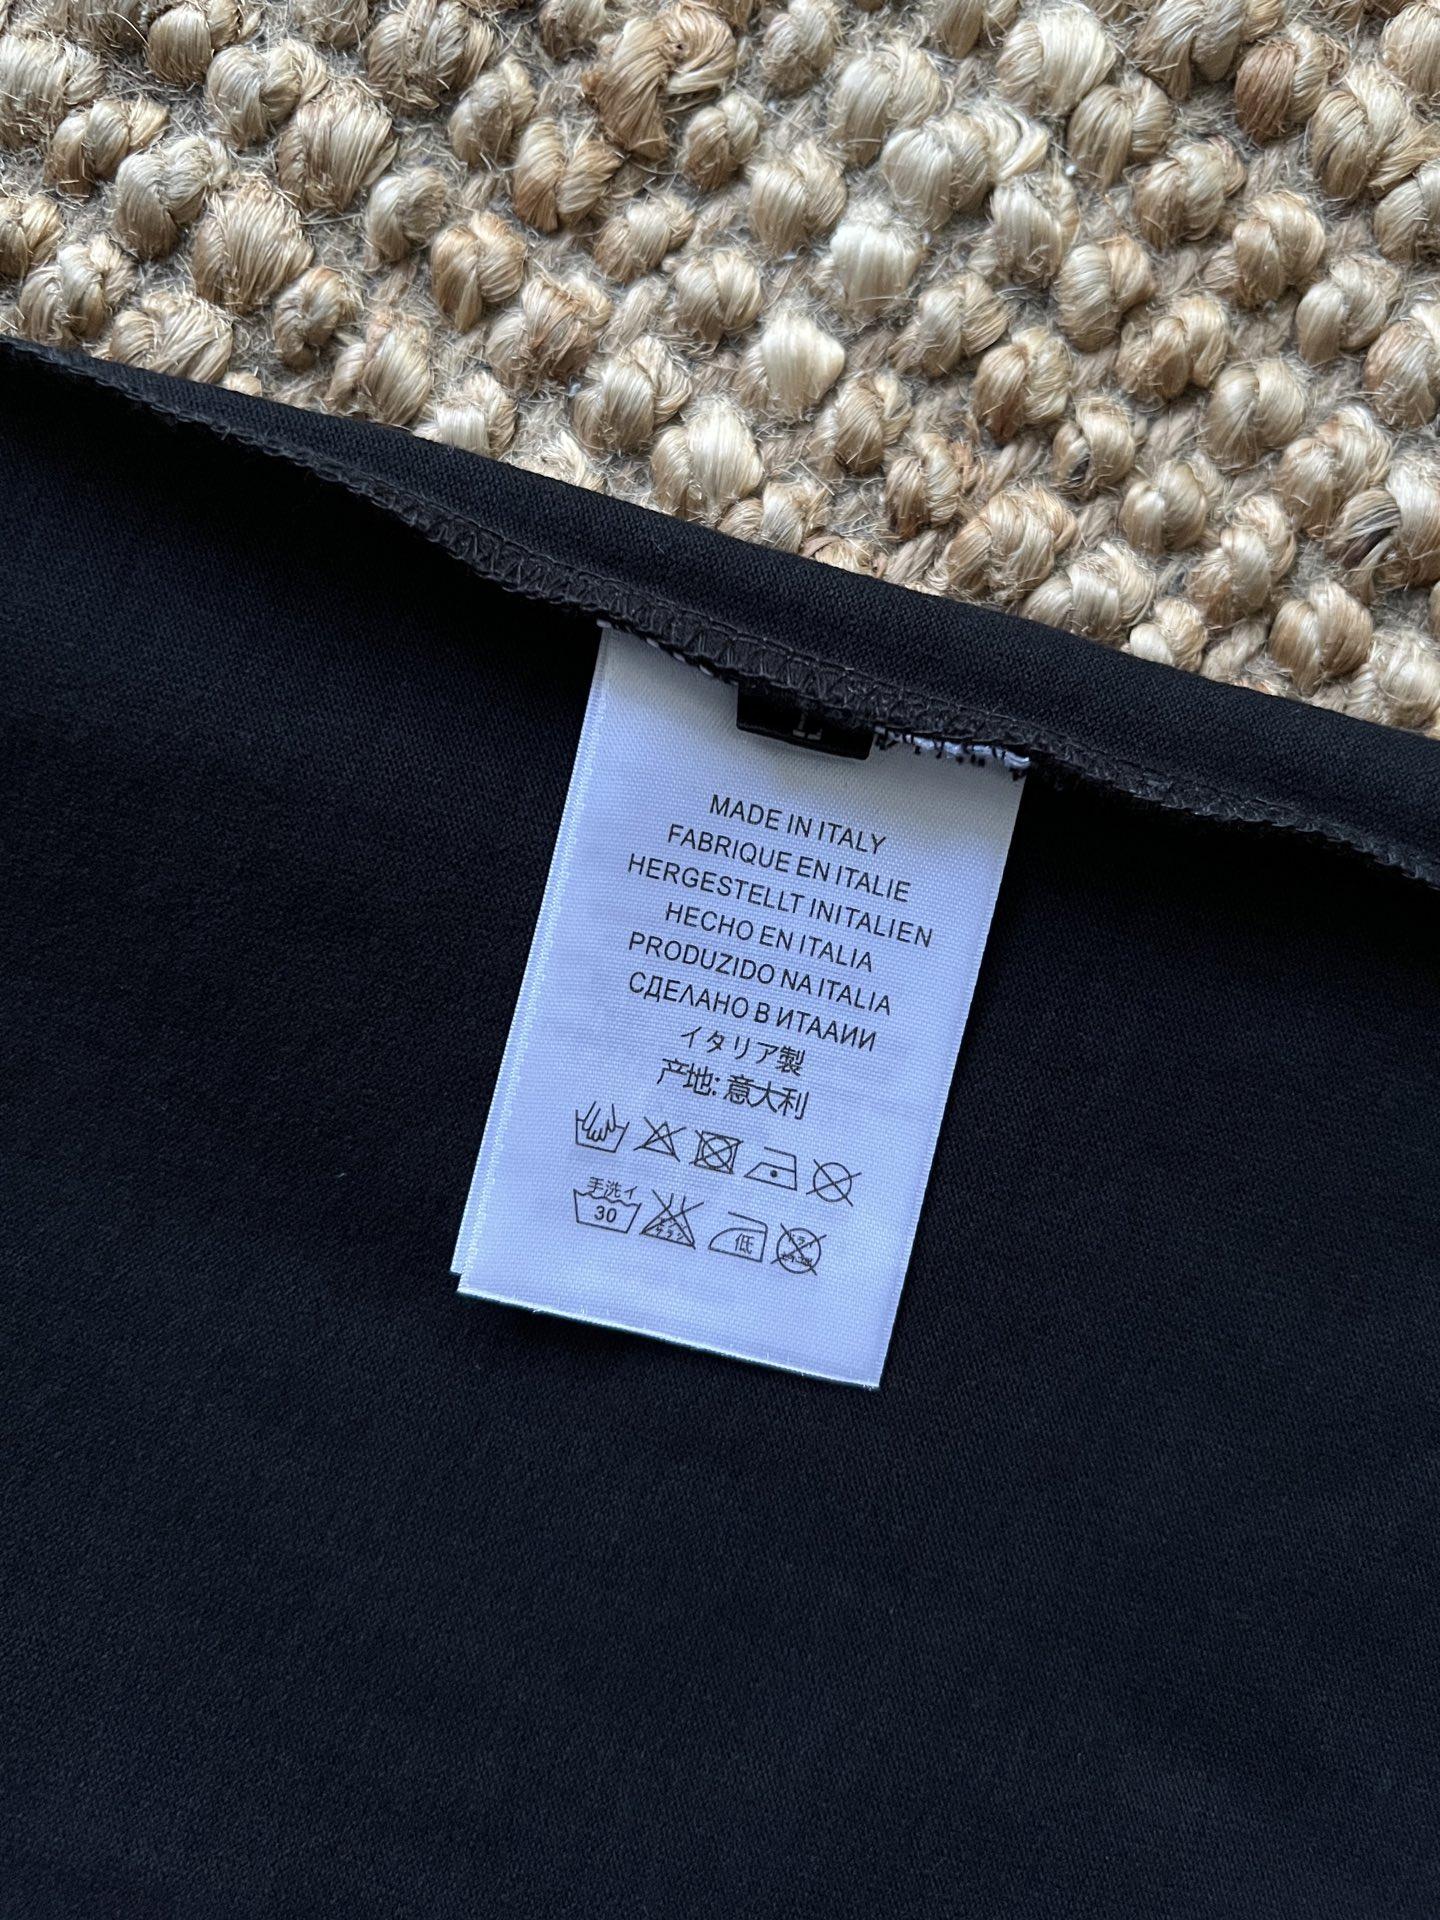 MADE IN ITALY
FABRIQUE EN ITALIE
HERGESTELLT INITALIEN
HECHO EN ITALIA
PRODUZIDO NA ITALIA
СДЕЛАНО В ИТААИИ
イタリア製
产地: 意大利
手洗イ
30
低